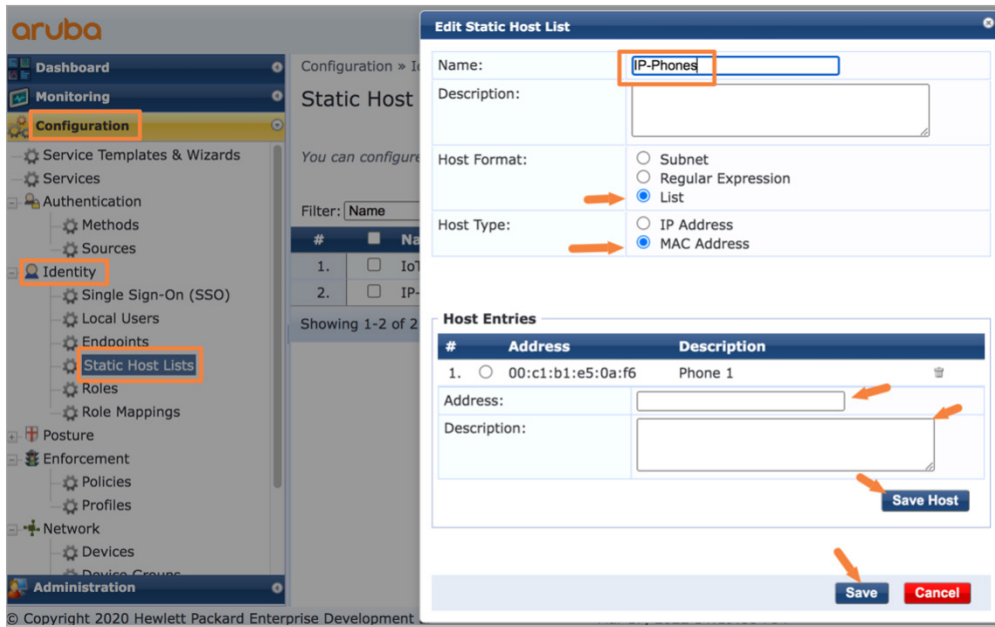 aruba
Dashboard
Monitoring
Configuration
Service Templates & Wizards
Services
Authentication
Methods
Sources
Identity
Single Sign-On (SSO)
Local Users
Endpoints
Static Host Lists
Roles
Role Mappings
Posture
Enforcement
Policies
Profiles
Network
Devices
Device Groups
Administration
© Copyright 2020 Hewlett Packard Enterprise Development
Configuration »
Static Host
You can configure
Filter: Name
#
1. IoT
2. IP-
Showing 1-2 of 2
Edit Static Host List
Name: IP-Phones
Description:
Host Format: Subnet
Regular Expression
List
Host Type: IP Address
MAC Address
Host Entries
# Address Description
1. 00:c1:b1:e5:0a:f6 Phone 1
Address:
Description:
Save Host
Save Cancel